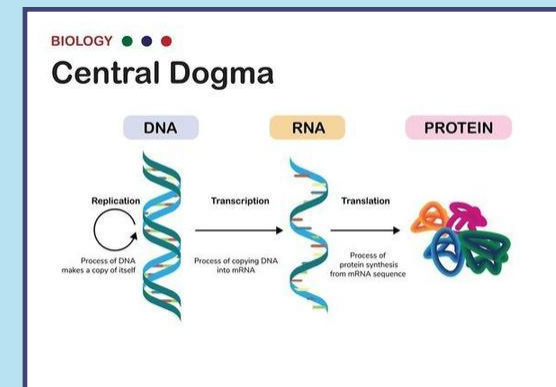 BIOLOGY
Central Dogma
DNA
RNA
PROTEIN
Replication
Process of DNA
makes a copy of itself
Transcription
Process of copying DNA
into mRNA
Translation
Process of
protein synthesis
from mRNA sequence